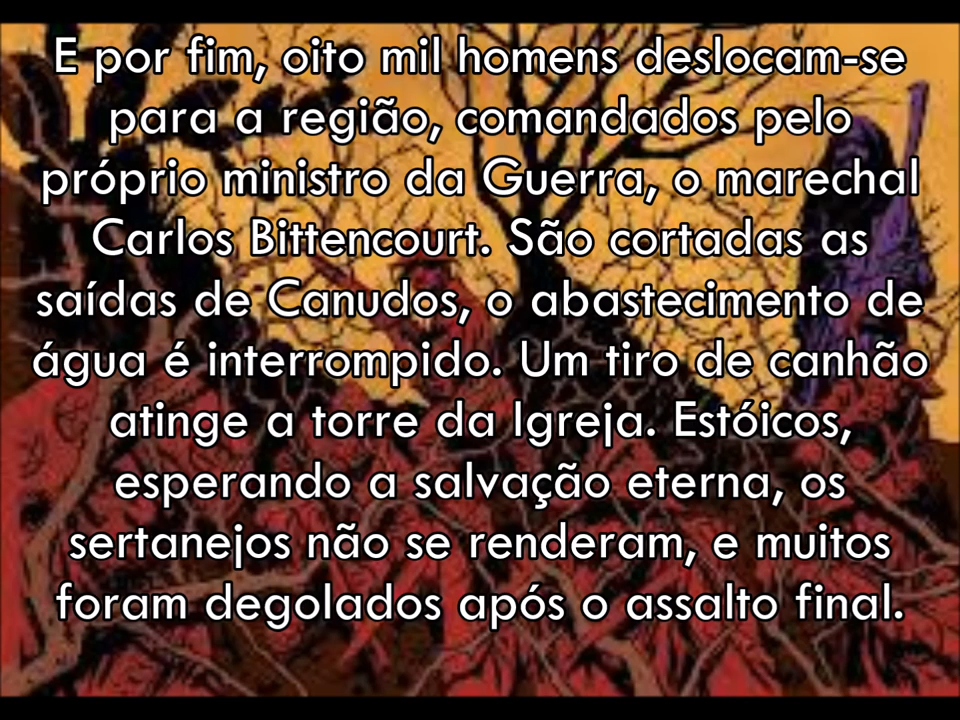 E por fim, oito mil homens deslocam-se
para a região, comandados pelo
próprio ministro da Guerra, o marechal
Carlos Bittencourt. São cortadas as
saídas de Canudos, o abastecimento de
água é interrompido. Um tiro de canhão
atinge a torre da Igreja. Estóicos,
esperando a salvação eterna, os
sertanejos não se renderam, e muitos
foram degolados após o assalto final.